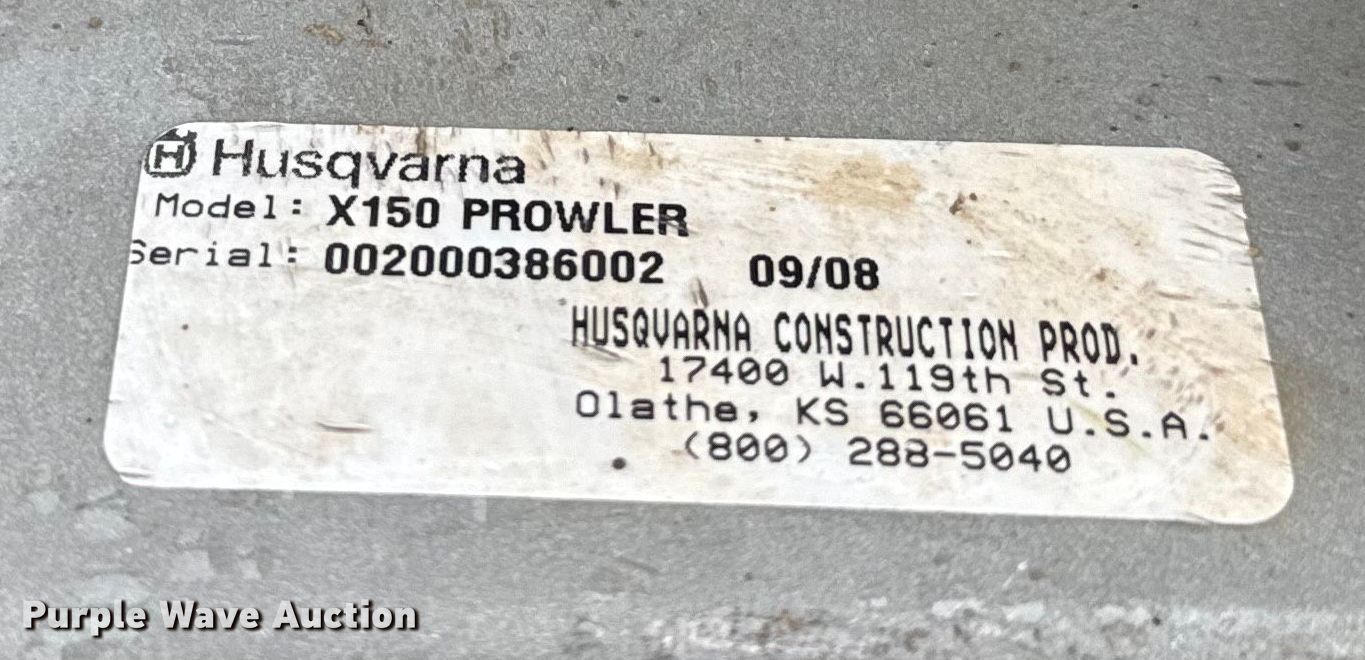 Husqvarna
Model: X150 PROWLER
Serial: 002000386002 09/08
HUSQVARNA CONSTRUCTION PROD.
17400 W.119th St.
Olathe, KS 66061 U.S.A.
(800) 288-5040
Purple Wave Auction